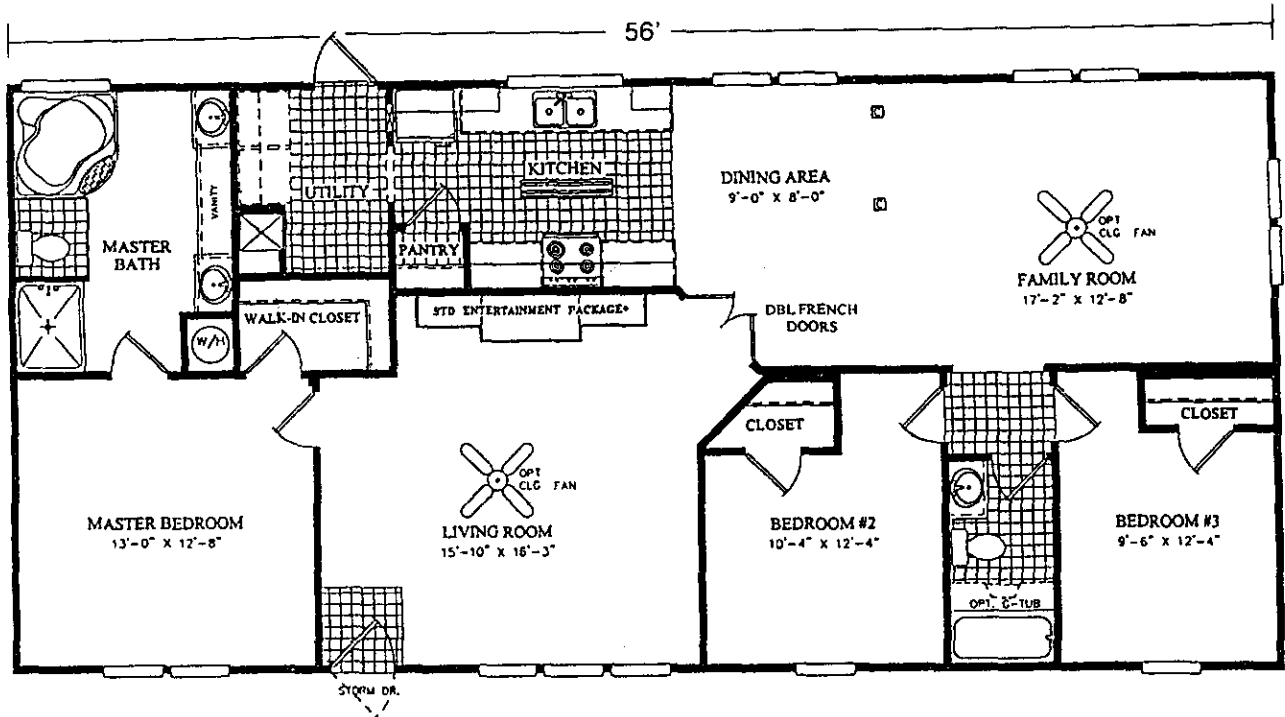 56'
VANITY
UTILITY
KITCHEN
C
DINING AREA
9'-0" X 8'-0"
C
OPT
CLG FAN
MASTER
BATH
PANTRY
FAMILY ROOM
17'-2" X 12'-8"
STD ENTERTAINMENT PACKAGE+
DBL FRENCH
DOORS
WALK-IN CLOSET
W/H
CLOSET
CLOSET
OPT
CLG FAN
MASTER BEDROOM
13'-0" X 12'-8"
LIVING ROOM
15'-10" X 16'-3"
BEDROOM #2
10'-4" X 12'-4"
BEDROOM #3
9'-6" X 12'-4"
OPT. G-TUB
STORM DR.